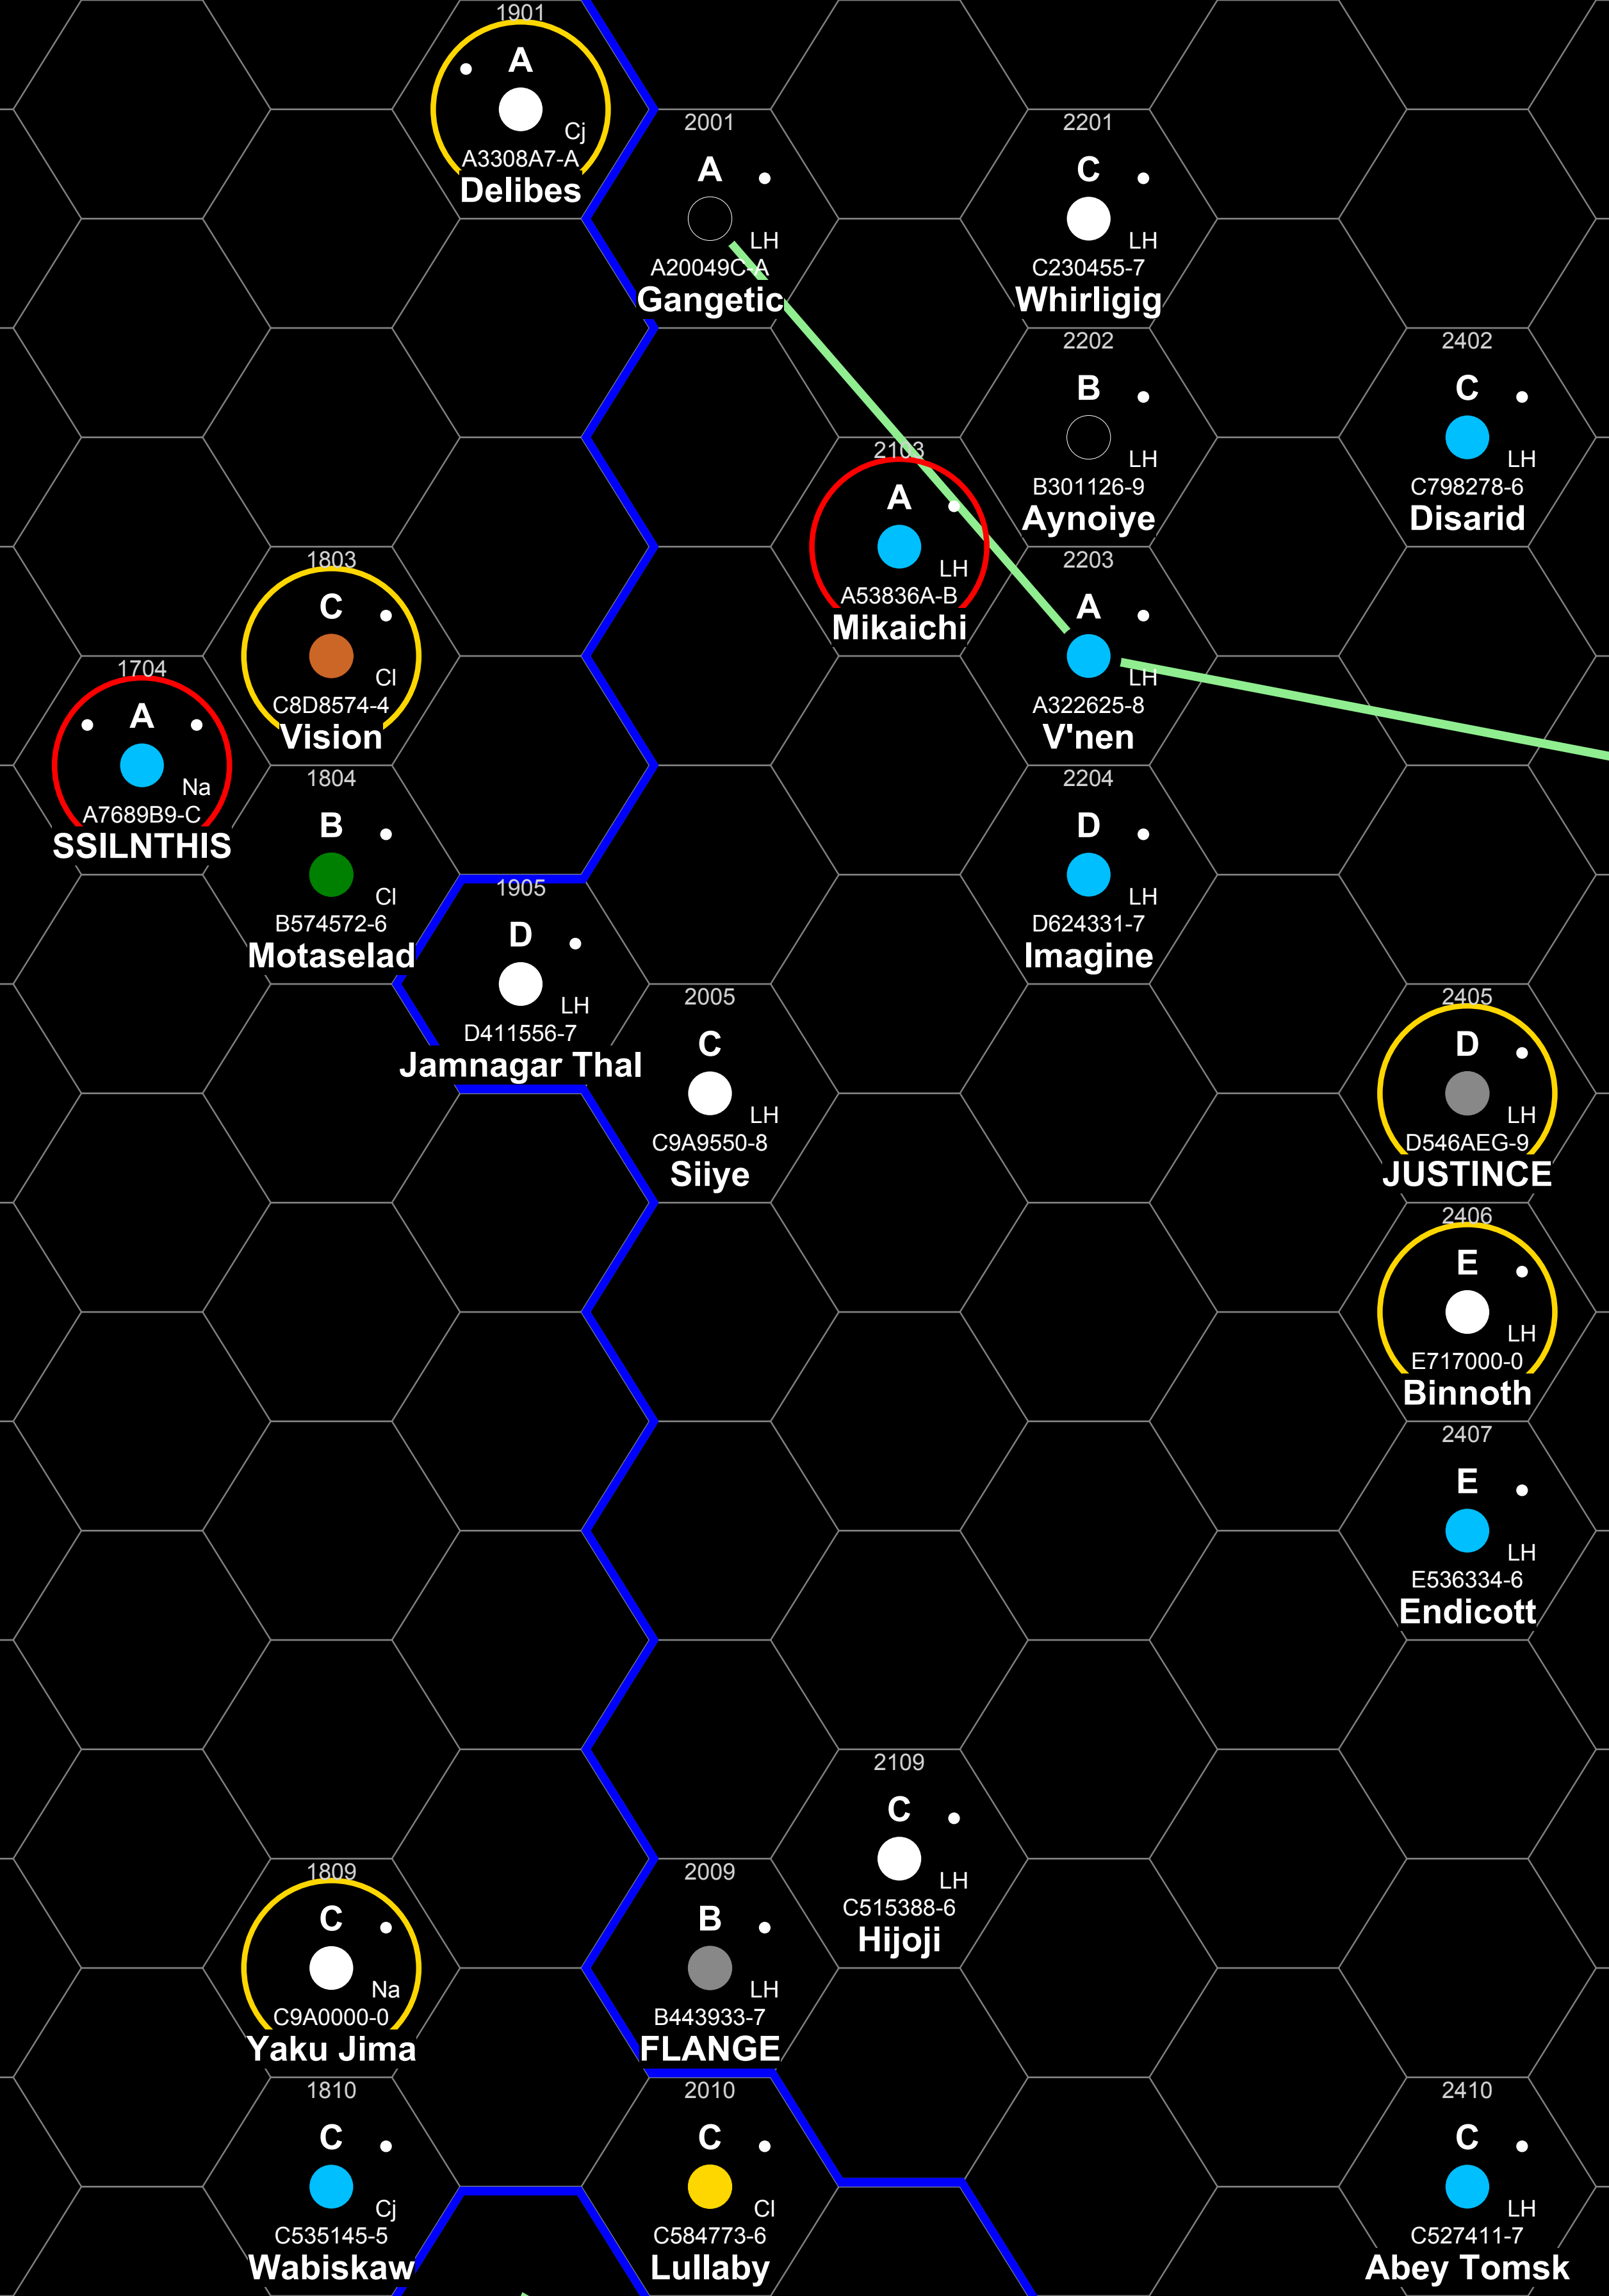 1901
A
Cj
A3308A7-A
Delibes
2001
A
LH
A20049C-A
Gangetic
2201
C
LH
C230455-7
Whirligig
2202
B
LH
B301126-9
Aynoiye
2402
C
LH
C798278-6
Disarid
2103
A
LH
A53836A-B
Mikaichi
1803
C
Cl
C8D8574-4
Vision
2203
A
LH
A322625-8
V'nen
1704
A
Na
A7689B9-C
SSILNTHIS
1804
B
Cl
B574572-6
Motaselad
2204
D
LH
D624331-7
Imagine
1905
D
LH
D411556-7
Jamnagar Thal
2005
C
LH
C9A9550-8
Siiye
2405
D
LH
D546AEG-9
JUSTINCE
2406
E
LH
E717000-0
Binnoth
2407
E
LH
E536334-6
Endicott
2109
C
LH
C515388-6
Hijoji
1809
C
Na
C9A0000-0
Yaku Jima
2009
B
LH
B443933-7
FLANGE
1810
C
Cj
C535145-5
Wabiskaw
2010
C
Cl
C584773-6
Lullaby
2410
C
LH
C527411-7
Abey Tomsk